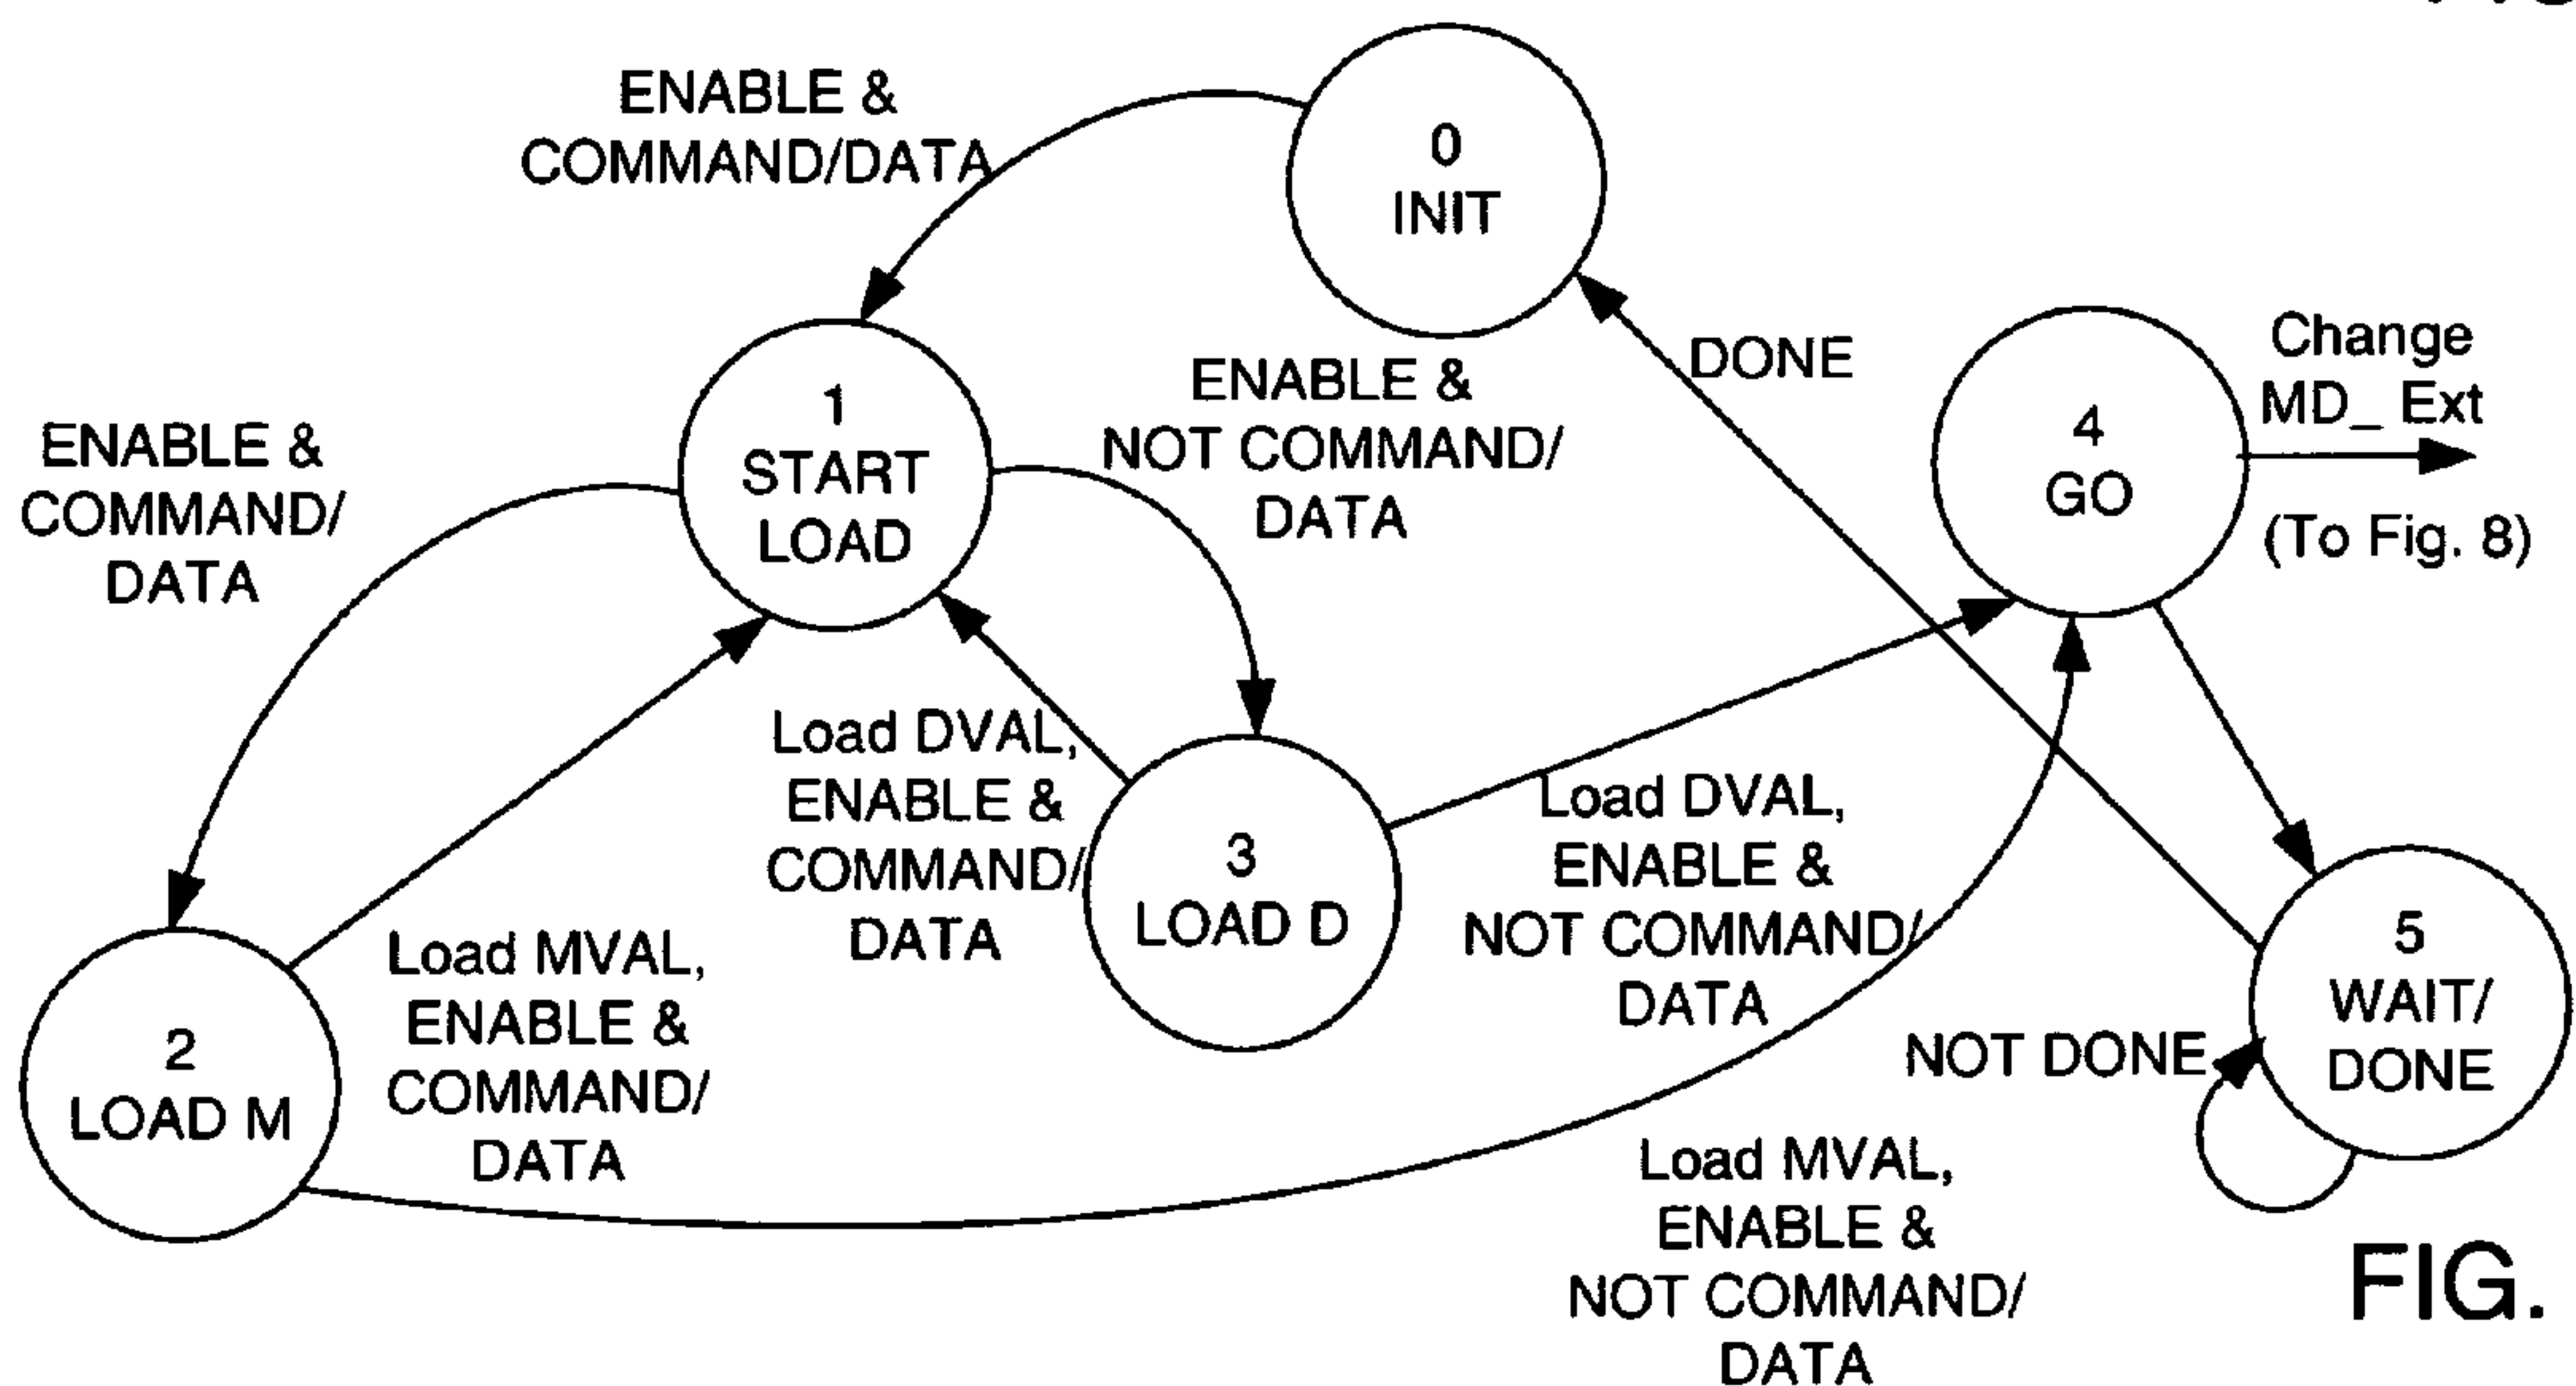 ENABLE &
COMMAND/DATA
0
INIT
1
START
LOAD
ENABLE &
NOT COMMAND/
DATA
DONE
4
GO
Change
MD_ Ext
(To Fig. 8)
ENABLE &
COMMAND/
DATA
Load DVAL,
ENABLE &
COMMAND/
DATA
3
LOAD D
Load DVAL,
ENABLE &
NOT COMMAND/
DATA
5
WAIT/
DONE
NOT DONE
2
LOAD M
Load MVAL,
ENABLE &
COMMAND/
DATA
Load MVAL,
ENABLE &
NOT COMMAND/
DATA
FIG.